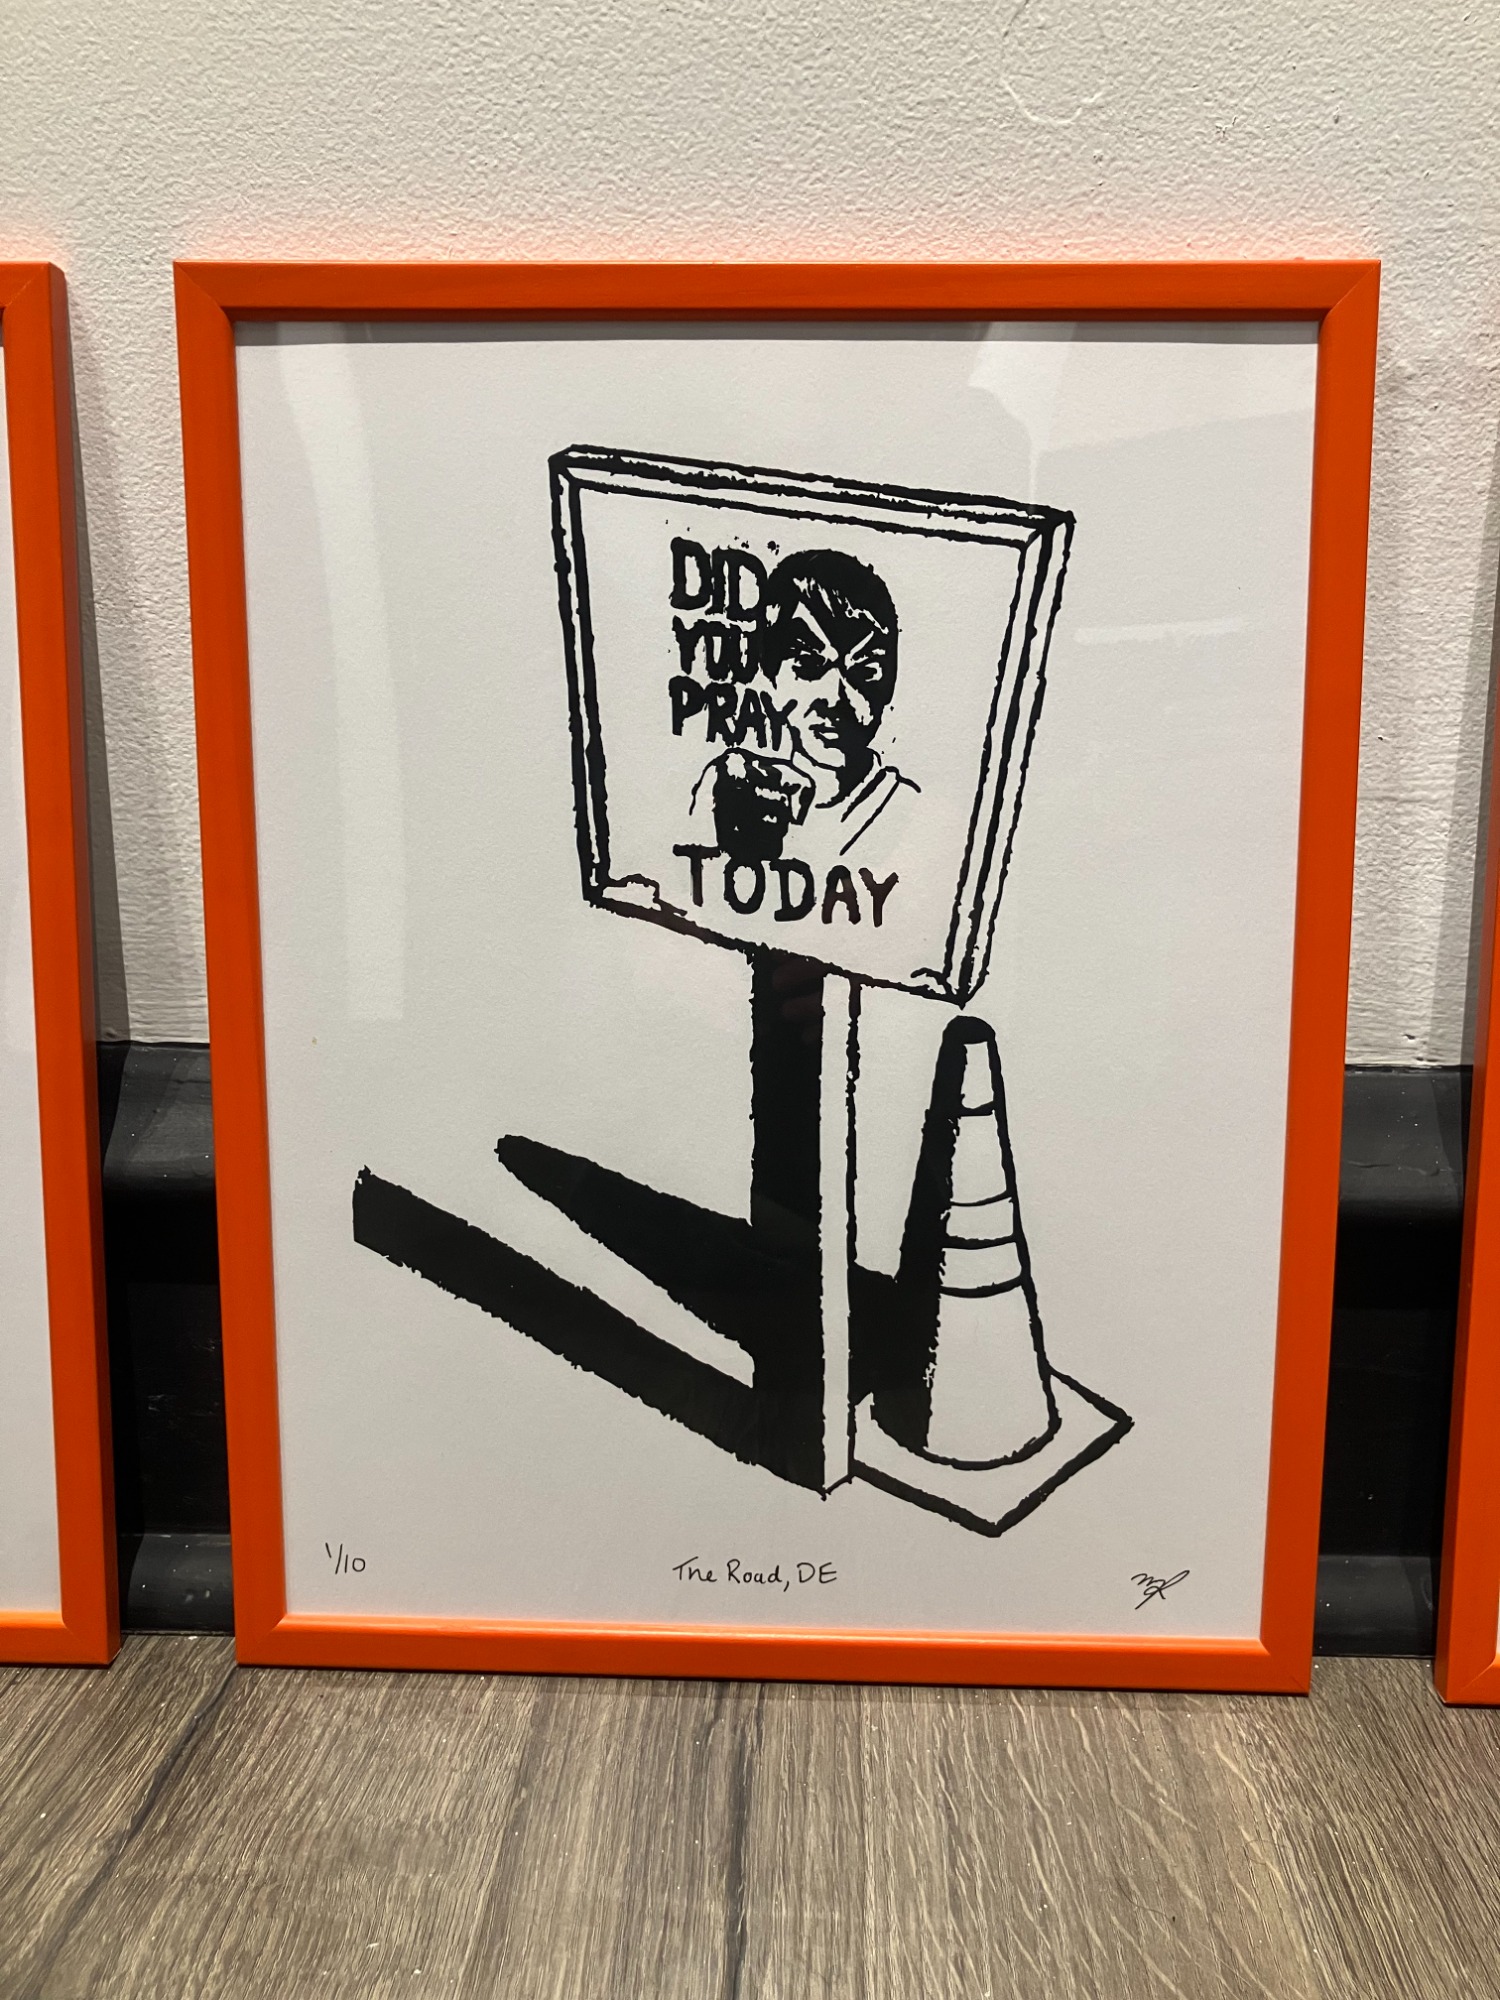 DID
YOU
PRAY
TODAY
1/10
The Road, DE